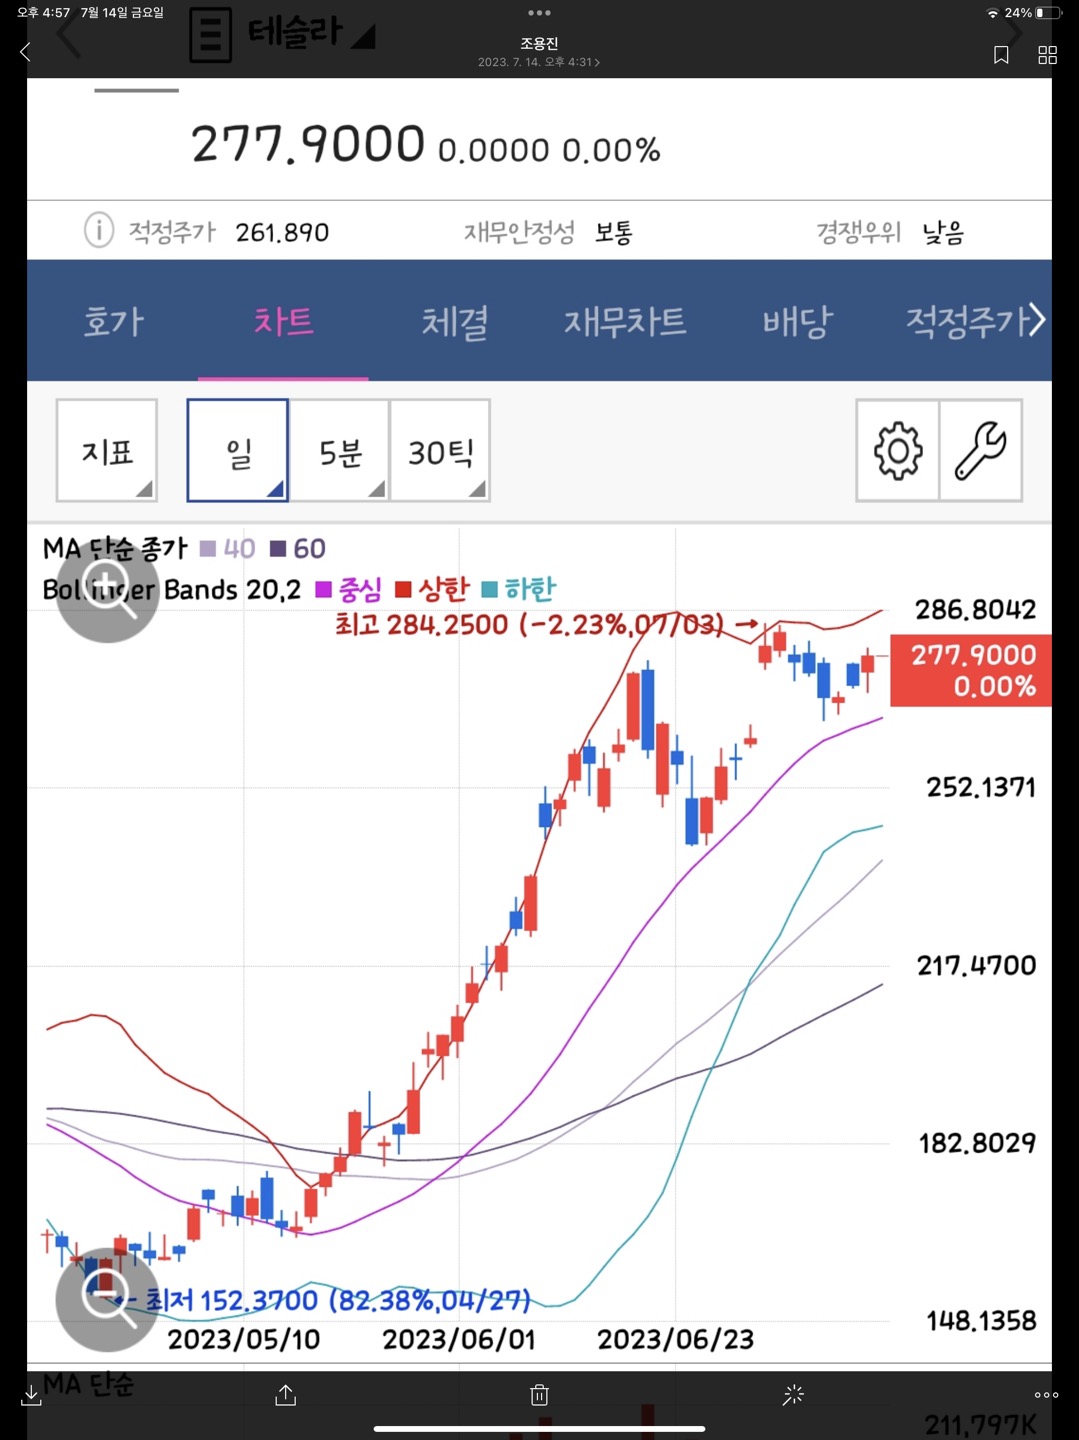 오후 4:57 7월 14일 금요일
24%
테슬라
조용진
2023. 7. 14. 오후 4:31
277.9000 0.0000 0.00%
적정주가 261.890 재무안정성 보통 경쟁우위 낮음
호가 차트 체결 재무차트 배당 적정주가
지표 일 5분 30틱
MA 단순 종가 40 60
Bollinger Bands 20,2 중심 상한 하한
286.8042
최고 284.2500 (-2.23%,07/03)
277.9000
0.00%
252.1371
217.4700
182.8029
최저 152.3700 (82.38%,04/27)
148.1358
2023/05/10 2023/06/01 2023/06/23
MA 단순
211,797K